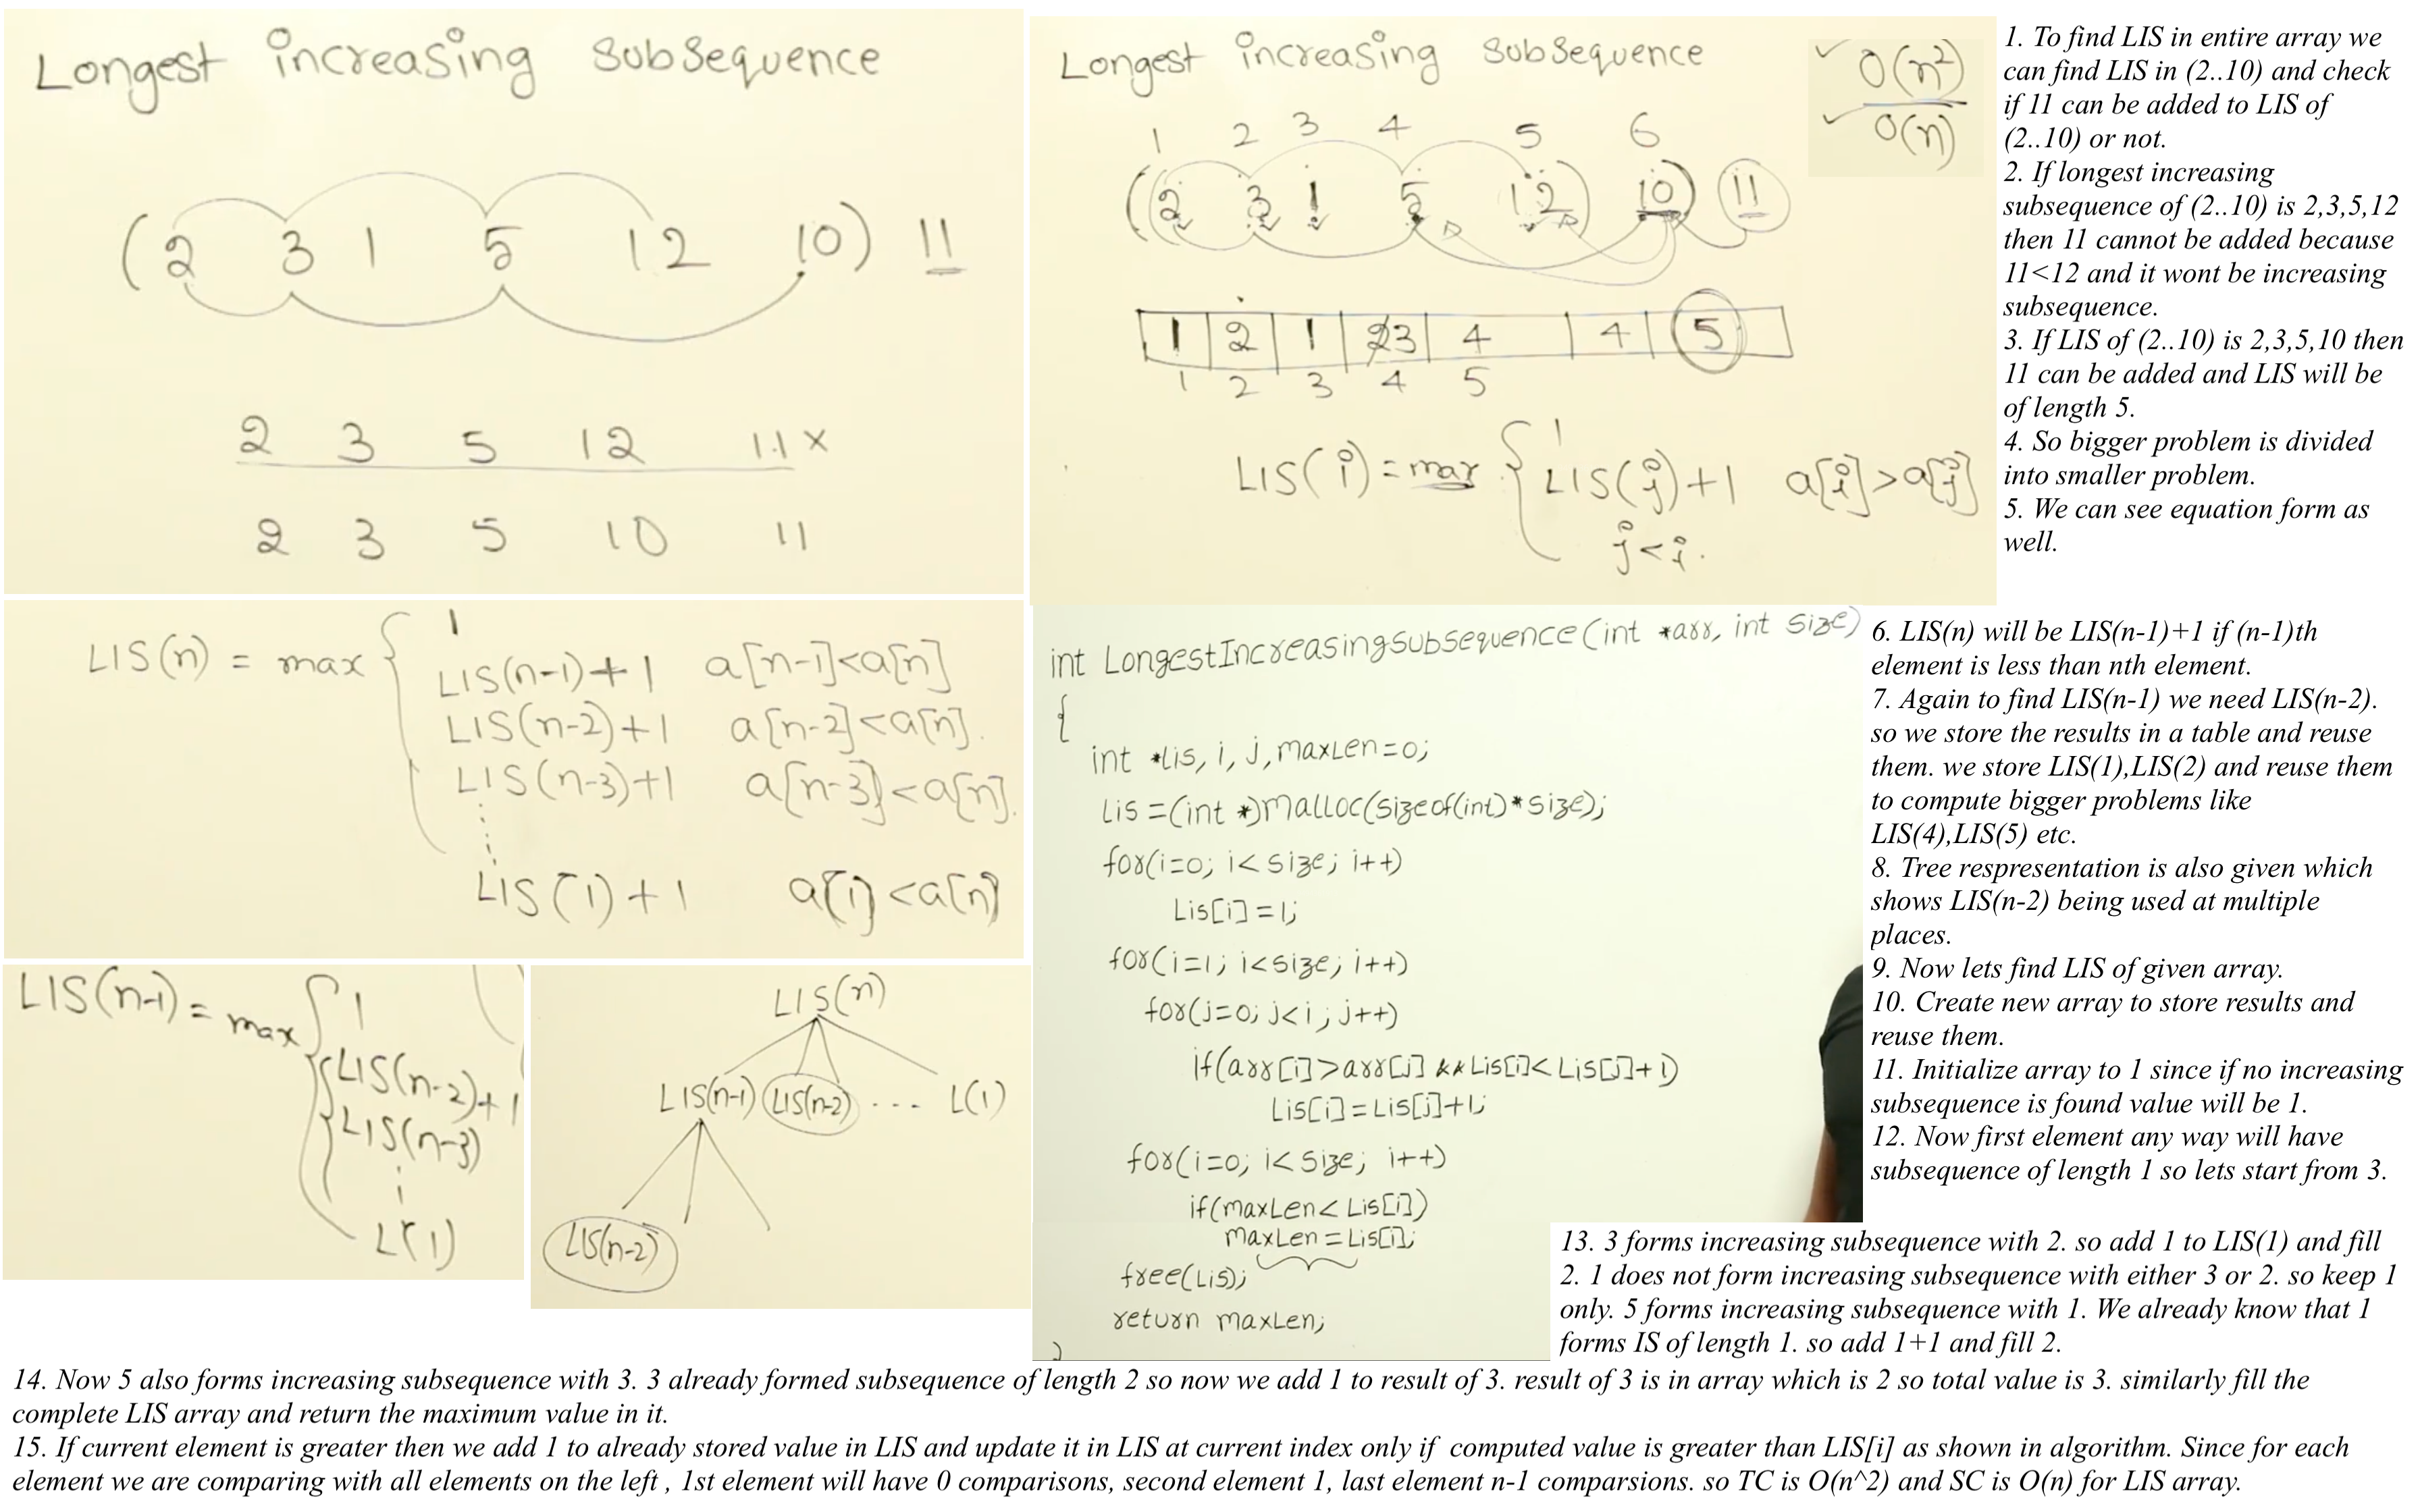 Longest increasing subsequence
(2 3 1 5 12 10) 11
2 3 5 12 11 x
2 3 5 10 11
Longest increasing subsequence
✓ O(n²)
✓ O(n)
1 2 3 4 5 6
(2 3 1 5 12) 10) 11
1 2 1 23 4 4 5
1 2 3 4 5
LIS(i) = max { 1
LIS(j)+1 a[i]>a[j]
j<i.
1. To find LIS in entire array we
can find LIS in (2..10) and check
if 11 can be added to LIS of
(2..10) or not.
2. If longest increasing
subsequence of (2..10) is 2,3,5,12
then 11 cannot be added because
11<12 and it wont be increasing
subsequence.
3. If LIS of (2..10) is 2,3,5,10 then
11 can be added and LIS will be
of length 5.
4. So bigger problem is divided
into smaller problem.
5. We can see equation form as
well.
LIS(n) = max { 1
LIS(n-1)+1 a[n-1]<a[n]
LIS(n-2)+1 a[n-2]<a[n].
LIS(n-3)+1 a[n-3]<a[n].
LIS(1)+1 a[1]<a[n]
LIS(n-1) = max { 1
LIS(n-2)+1
LIS(n-3)
L(1)
LIS(n)
LIS(n-1) LIS(n-2) ... L(1)
LIS(n-2)
int LongestIncreasingSubsequence(int *arr, int size)
{
int *Lis, i, j, maxLen=0;
Lis =(int *)malloc(sizeof(int)*size);
for(i=0; i<size; i++)
Lis[i]=1;
for(i=1; i<size; i++)
for(j=0; j<i; j++)
if(arr[i]>arr[j] &&Lis[i]<Lis[j]+1)
Lis[i]=Lis[j]+1;
for(i=0; i<size; i++)
if(maxLen<Lis[i])
maxLen=Lis[i];
free(Lis);
return maxLen;
}
6. LIS(n) will be LIS(n-1)+1 if (n-1)th
element is less than nth element.
7. Again to find LIS(n-1) we need LIS(n-2).
so we store the results in a table and reuse
them. we store LIS(1),LIS(2) and reuse them
to compute bigger problems like
LIS(4),LIS(5) etc.
8. Tree respresentation is also given which
shows LIS(n-2) being used at multiple
places.
9. Now lets find LIS of given array.
10. Create new array to store results and
reuse them.
11. Initialize array to 1 since if no increasing
subsequence is found value will be 1.
12. Now first element any way will have
subsequence of length 1 so lets start from 3.
13. 3 forms increasing subsequence with 2. so add 1 to LIS(1) and fill
2. 1 does not form increasing subsequence with either 3 or 2. so keep 1
only. 5 forms increasing subsequence with 1. We already know that 1
forms IS of length 1. so add 1+1 and fill 2.
14. Now 5 also forms increasing subsequence with 3. 3 already formed subsequence of length 2 so now we add 1 to result of 3. result of 3 is in array which is 2 so total value is 3. similarly fill the
complete LIS array and return the maximum value in it.
15. If current element is greater then we add 1 to already stored value in LIS and update it in LIS at current index only if computed value is greater than LIS[i] as shown in algorithm. Since for each
element we are comparing with all elements on the left , 1st element will have 0 comparisons, second element 1, last element n-1 comparsions. so TC is O(n^2) and SC is O(n) for LIS array.